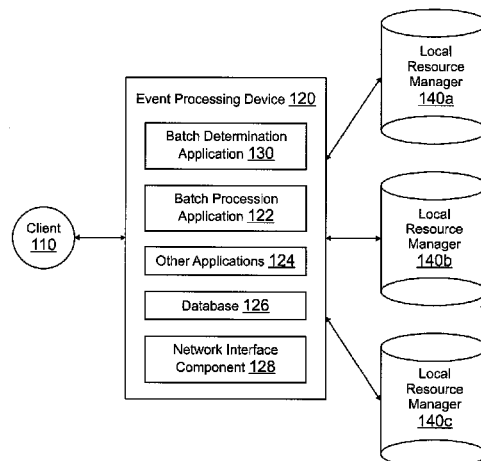 Client
110
Event Processing Device 120
Batch Determination
Application 130
Batch Procession
Application 122
Other Applications 124
Database 126
Network Interface
Component 128
Local
Resource
Manager
140a
Local
Resource
Manager
140b
Local
Resource
Manager
140c